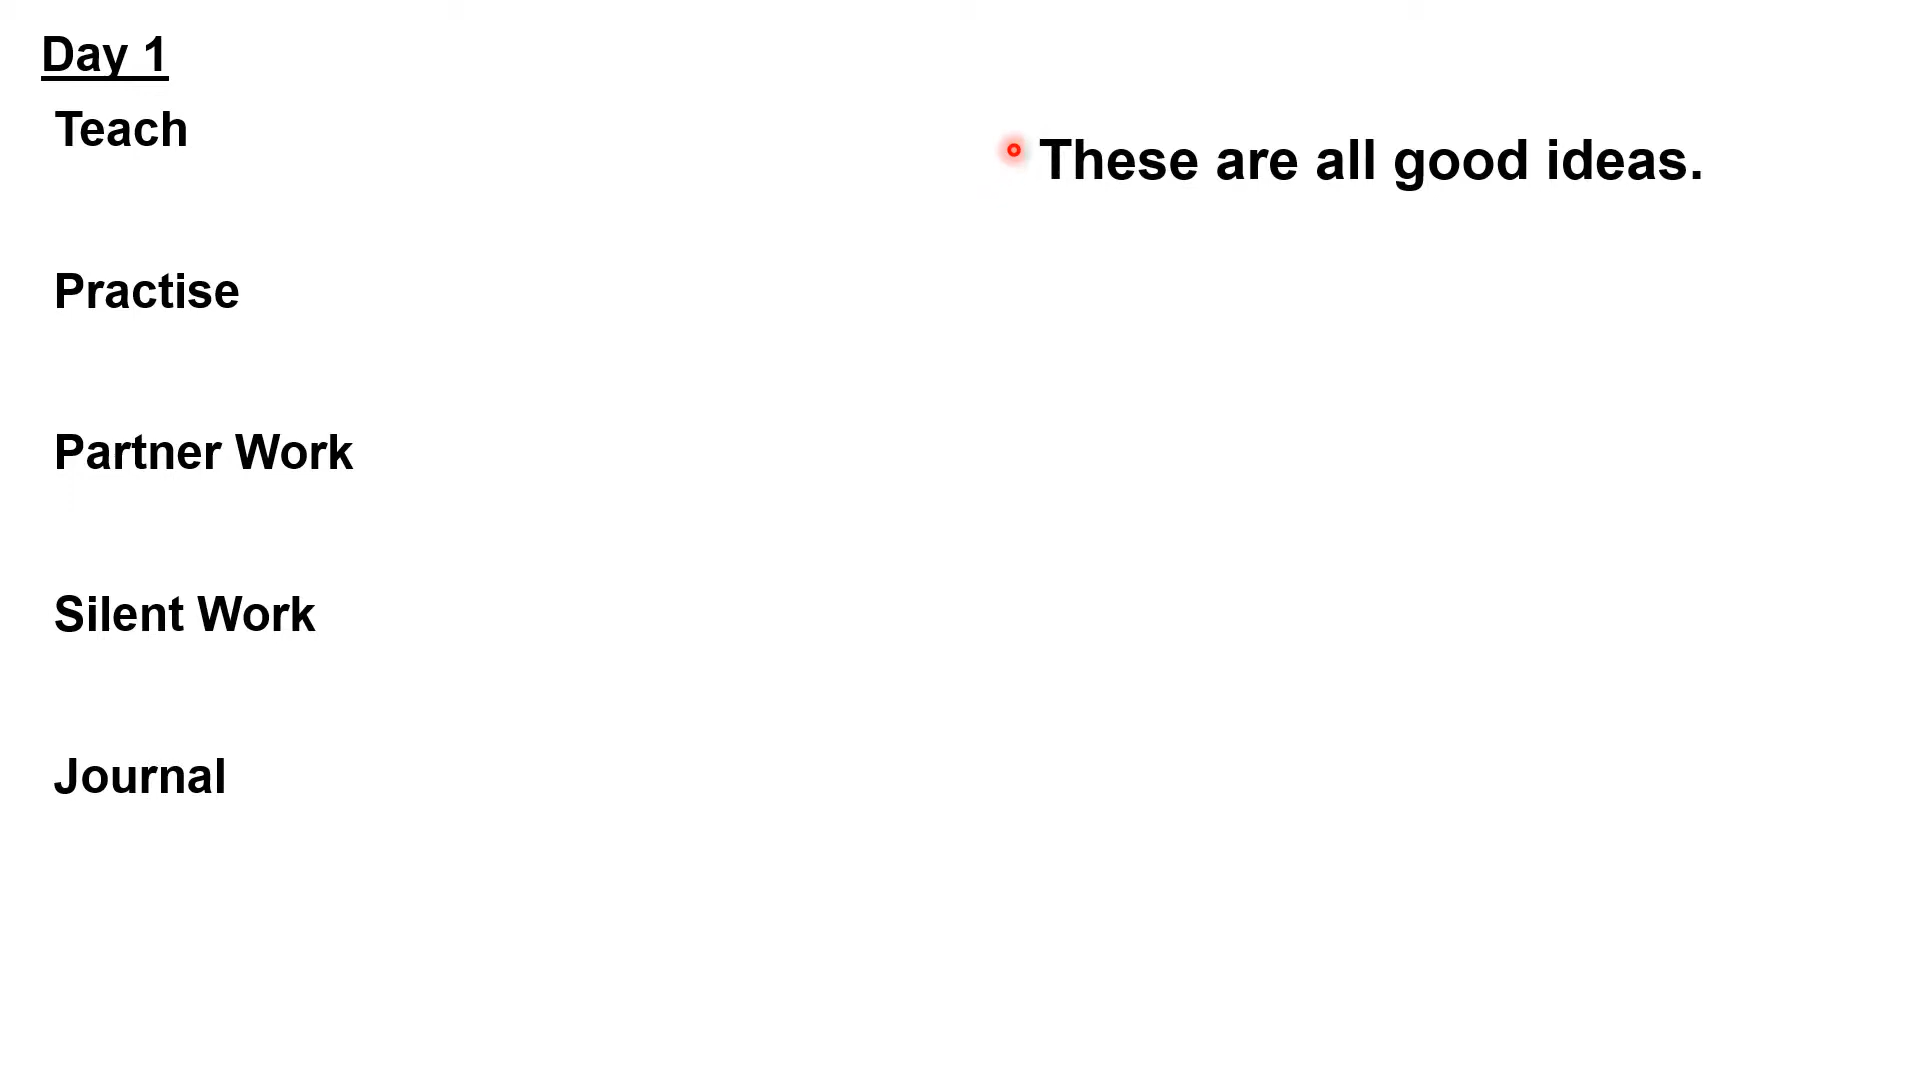 Day 1
Teach
These are all good ideas.
Practise
Partner Work
Silent Work
Journal